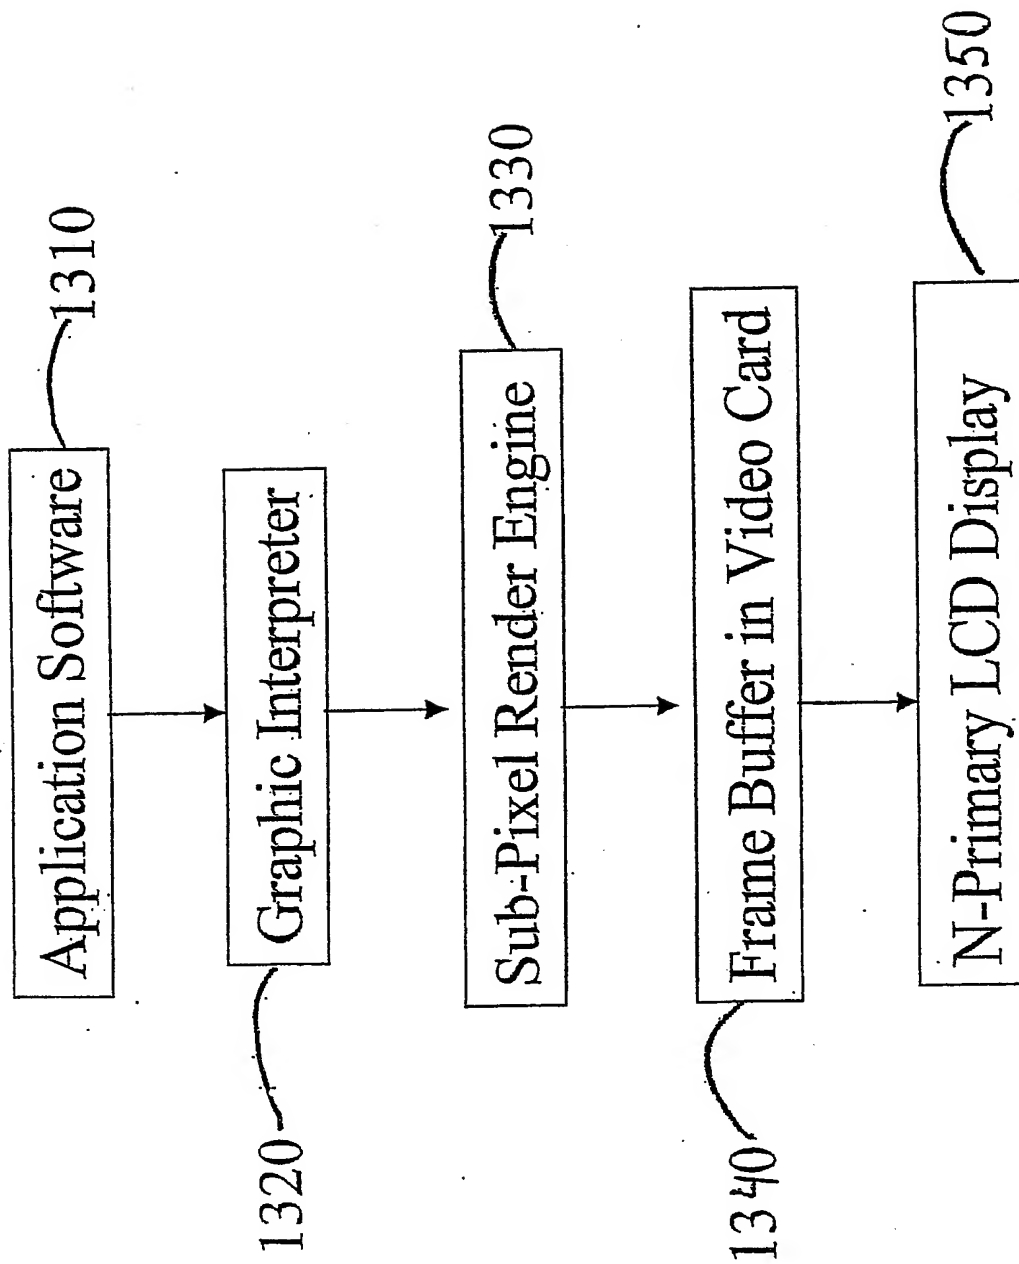 Application Software
1310
Graphic Interpreter
1320
Sub-Pixel Render Engine
1330
Frame Buffer in Video Card
1340
N-Primary LCD Display
1350